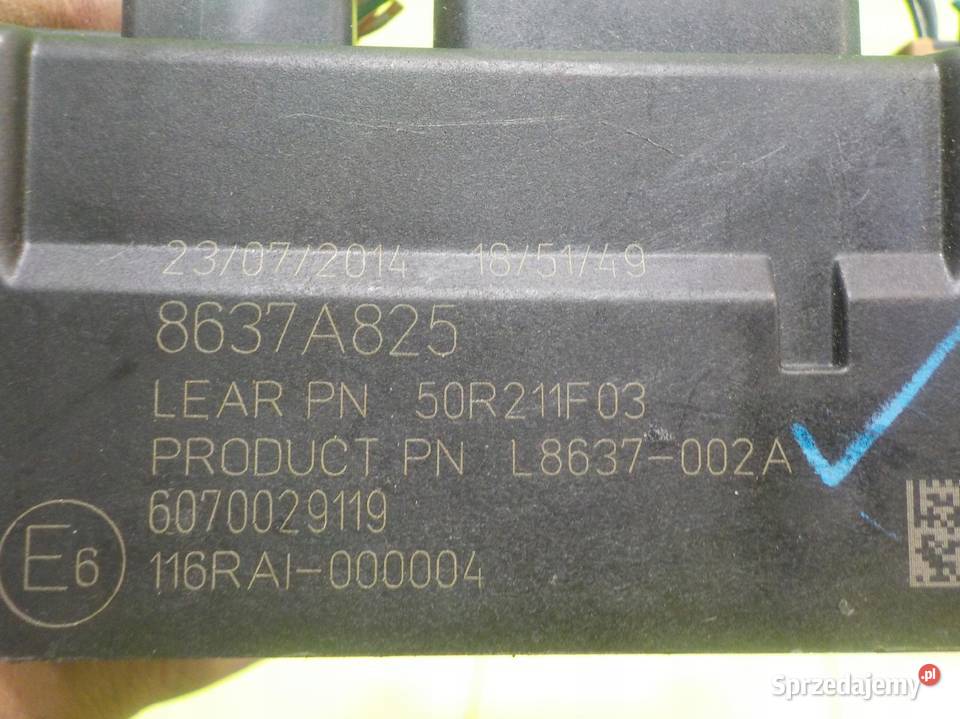 23/07/2014 18/51/49
8637A825
LEAR PN 50R211F03
PRODUCT PN L8637-002A
6070029119
E6 116RAI-000004
Sprzedajemy .pl